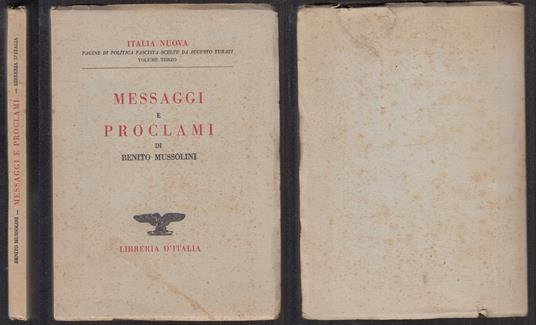 BENITO MUSSOLINI — MESSAGGI E PROCLAMI — LIBRERIA D'ITALIA
ITALIA NUOVA
PAGINE DI POLITICA FASCISTA SCELTE DA AUGUSTO TURATI
VOLUME TERZO
MESSAGGI
E
PROCLAMI
DI
BENITO MUSSOLINI
LIBRERIA D'ITALIA